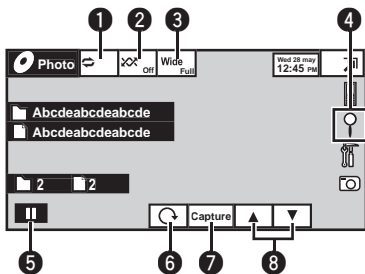 1 2 3 4
Photo Off Wide Full Wed 28 may 12:45 PM
Abcdeabcdeabcde
Abcdeabcdeabcde
2 2
Capture
5 6 7 8